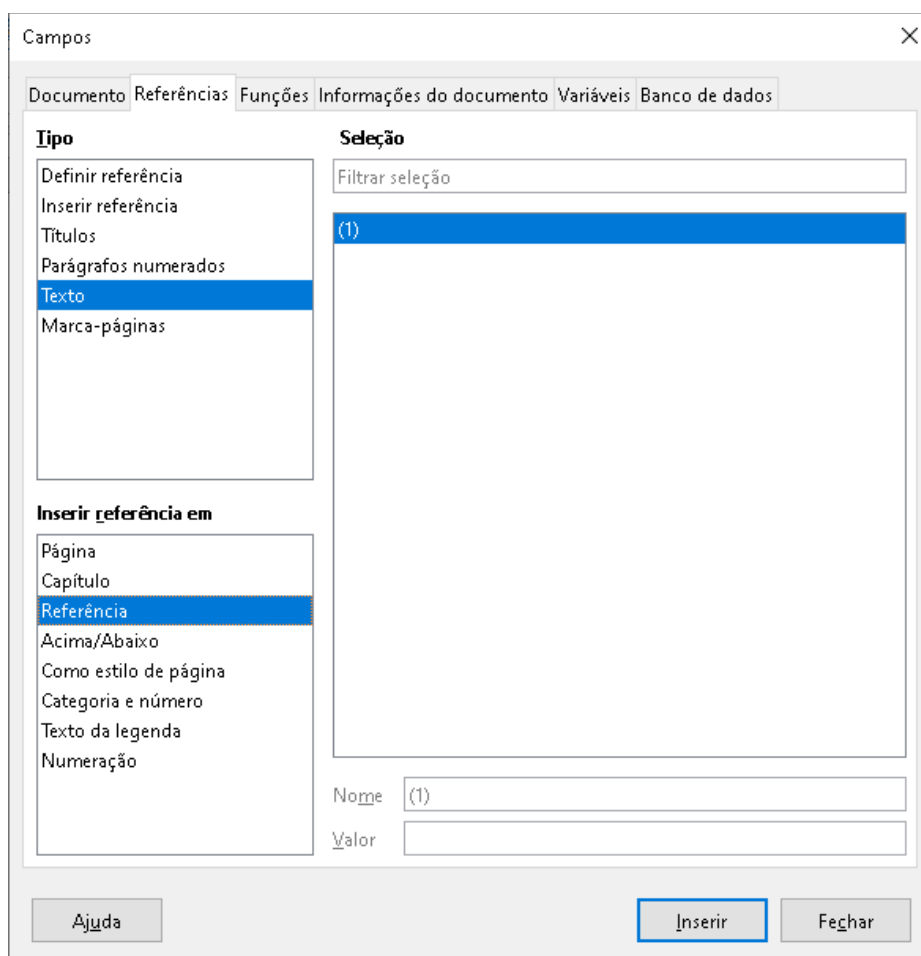 Campos
Documento Referências Funções Informações do documento Variáveis Banco de dados
Tipo
Definir referência
Inserir referência
Títulos
Parágrafos numerados
Texto
Marca-páginas
Inserir referência em
Página
Capítulo
Referência
Acima/Abaixo
Como estilo de página
Categoria e número
Texto da legenda
Numeração
Seleção
Filtrar seleção
(1)
Nome (1)
Valor
Ajuda Inserir Fechar